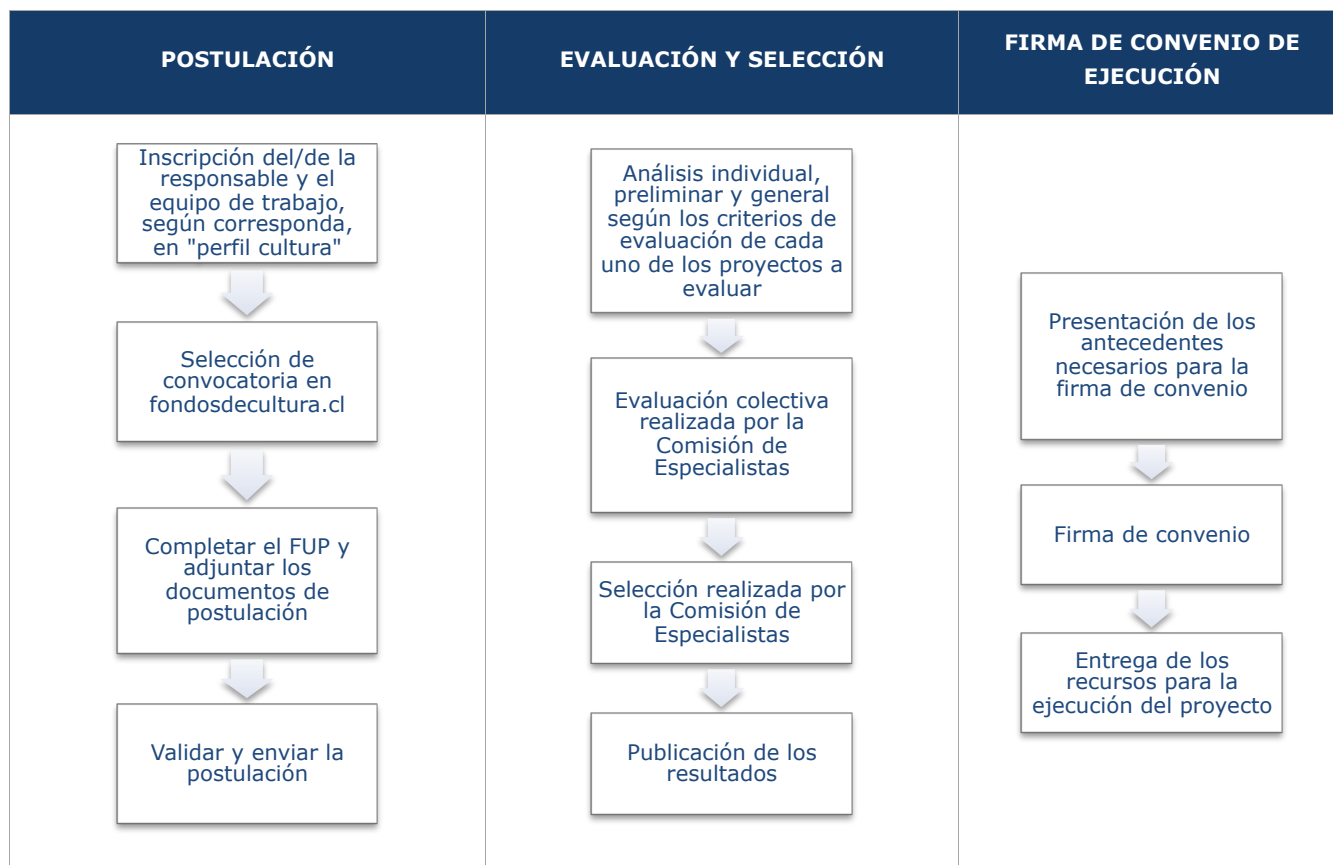 POSTULACIÓN
Inscripción del/de la
responsable y el
equipo de trabajo,
según corresponda,
en "perfil cultura"
Selección de
convocatoria en
fondosdecultura.cl
Completar el FUP y
adjuntar los
documentos de
postulación
Validar y enviar la
postulación
EVALUACIÓN Y SELECCIÓN
Análisis individual,
preliminar y general
según los criterios de
evaluación de cada
uno de los proyectos a
evaluar
Evaluación colectiva
realizada por la
Comisión de
Especialistas
Selección realizada por
la Comisión de
Especialistas
Publicación de los
resultados
FIRMA DE CONVENIO DE
EJECUCIÓN
Presentación de los
antecedentes
necesarios para la
firma de convenio
Firma de convenio
Entrega de los
recursos para la
ejecución del proyecto